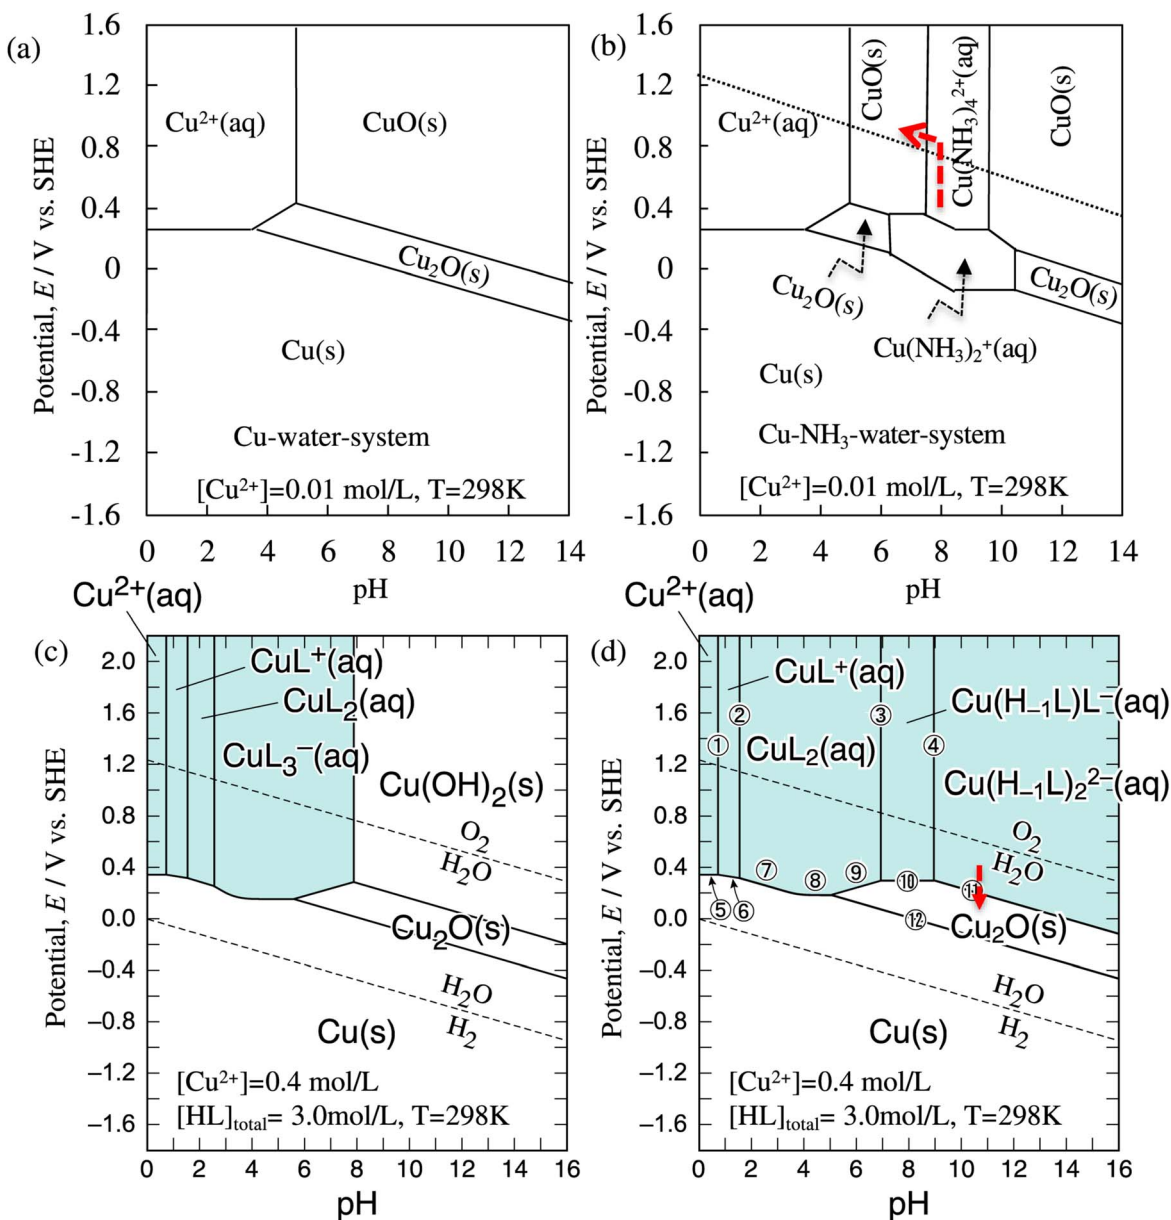 (a)
1.6
1.2
0.8
0.4
0
-0.4
-0.8
-1.2
-1.6
Potential, E / V vs. SHE
Cu²⁺(aq)
CuO(s)
Cu₂O(s)
Cu(s)
Cu-water-system
[Cu²⁺]=0.01 mol/L, T=298K
0 2 4 6 8 10 12 14
pH
(b)
1.6
1.2
0.8
0.4
0
-0.4
-0.8
-1.2
-1.6
Potential, E / V vs. SHE
Cu²⁺(aq)
CuO(s)
Cu(NH₃)₄²⁺(aq)
CuO(s)
Cu₂O(s)
Cu₂O(s)
Cu(NH₃)₂⁺(aq)
Cu(s)
Cu-NH₃-water-system
[Cu²⁺]=0.01 mol/L, T=298K
0 2 4 6 8 10 12 14
pH
Cu²⁺(aq)
(c)
2.0
1.6
1.2
0.8
0.4
0.0
−0.4
−0.8
−1.2
−1.6
Potential, E / V vs. SHE
CuL⁺(aq)
CuL₂(aq)
CuL₃⁻(aq)
Cu(OH)₂(s)
O₂
H₂O
Cu₂O(s)
H₂O
H₂
Cu(s)
[Cu²⁺]=0.4 mol/L
[HL]total= 3.0mol/L, T=298K
0 2 4 6 8 10 12 14 16
pH
Cu²⁺(aq)
(d)
2.0
1.6
1.2
0.8
0.4
0.0
−0.4
−0.8
−1.2
−1.6
Potential, E / V vs. SHE
CuL⁺(aq)
② ③
Cu(H₋₁L)L⁻(aq)
① CuL₂(aq) ④
Cu(H₋₁L)₂²⁻(aq)
O₂
H₂O
⑦ ⑧ ⑨ ⑩ ⑪
⑤ ⑥ ⑫
Cu₂O(s)
H₂O
H₂
Cu(s)
[Cu²⁺]=0.4 mol/L
[HL]total= 3.0mol/L, T=298K
0 2 4 6 8 10 12 14 16
pH